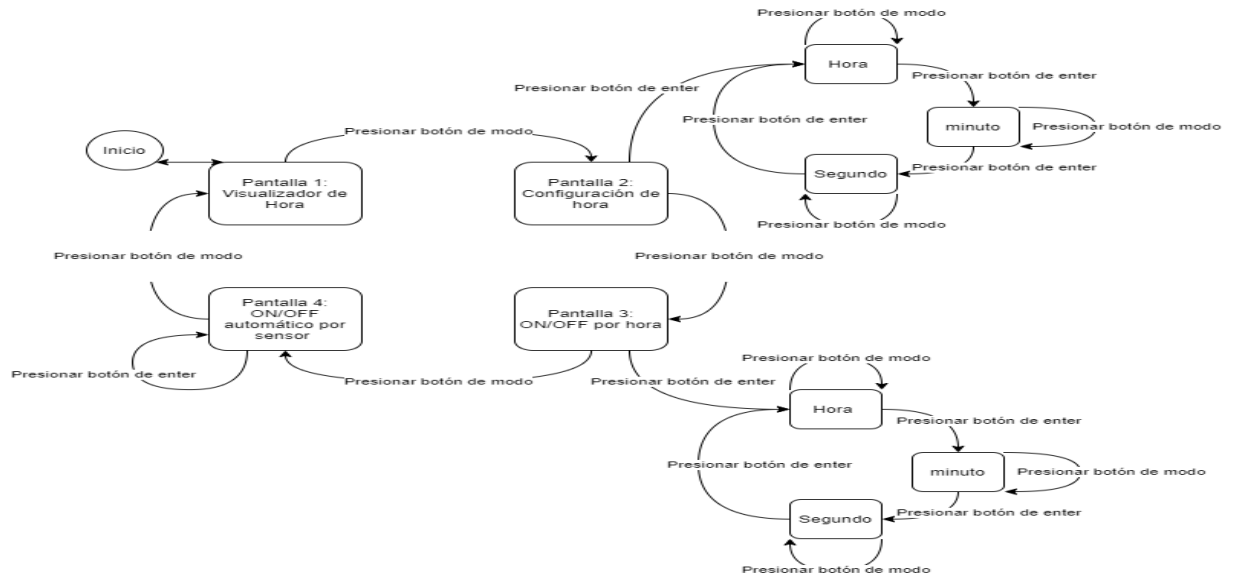 Presionar botón de modo
Hora
Presionar botón de enter
Presionar botón de enter
Presionar botón de enter
minuto
Presionar botón de modo
Presionar botón de modo
Inicio
Presionar botón de enter
Segundo
Pantalla 1:
Visualizador de
Hora
Pantalla 2:
Configuración de
hora
Presionar botón de modo
Presionar botón de modo
Presionar botón de modo
Pantalla 4:
ON/OFF
automático por
sensor
Pantalla 3:
ON/OFF por hora
Presionar botón de enter
Presionar botón de modo
Presionar botón de enter
Presionar botón de modo
Hora
Presionar botón de enter
Presionar botón de enter
minuto
Presionar botón de modo
Presionar botón de enter
Segundo
Presionar botón de modo